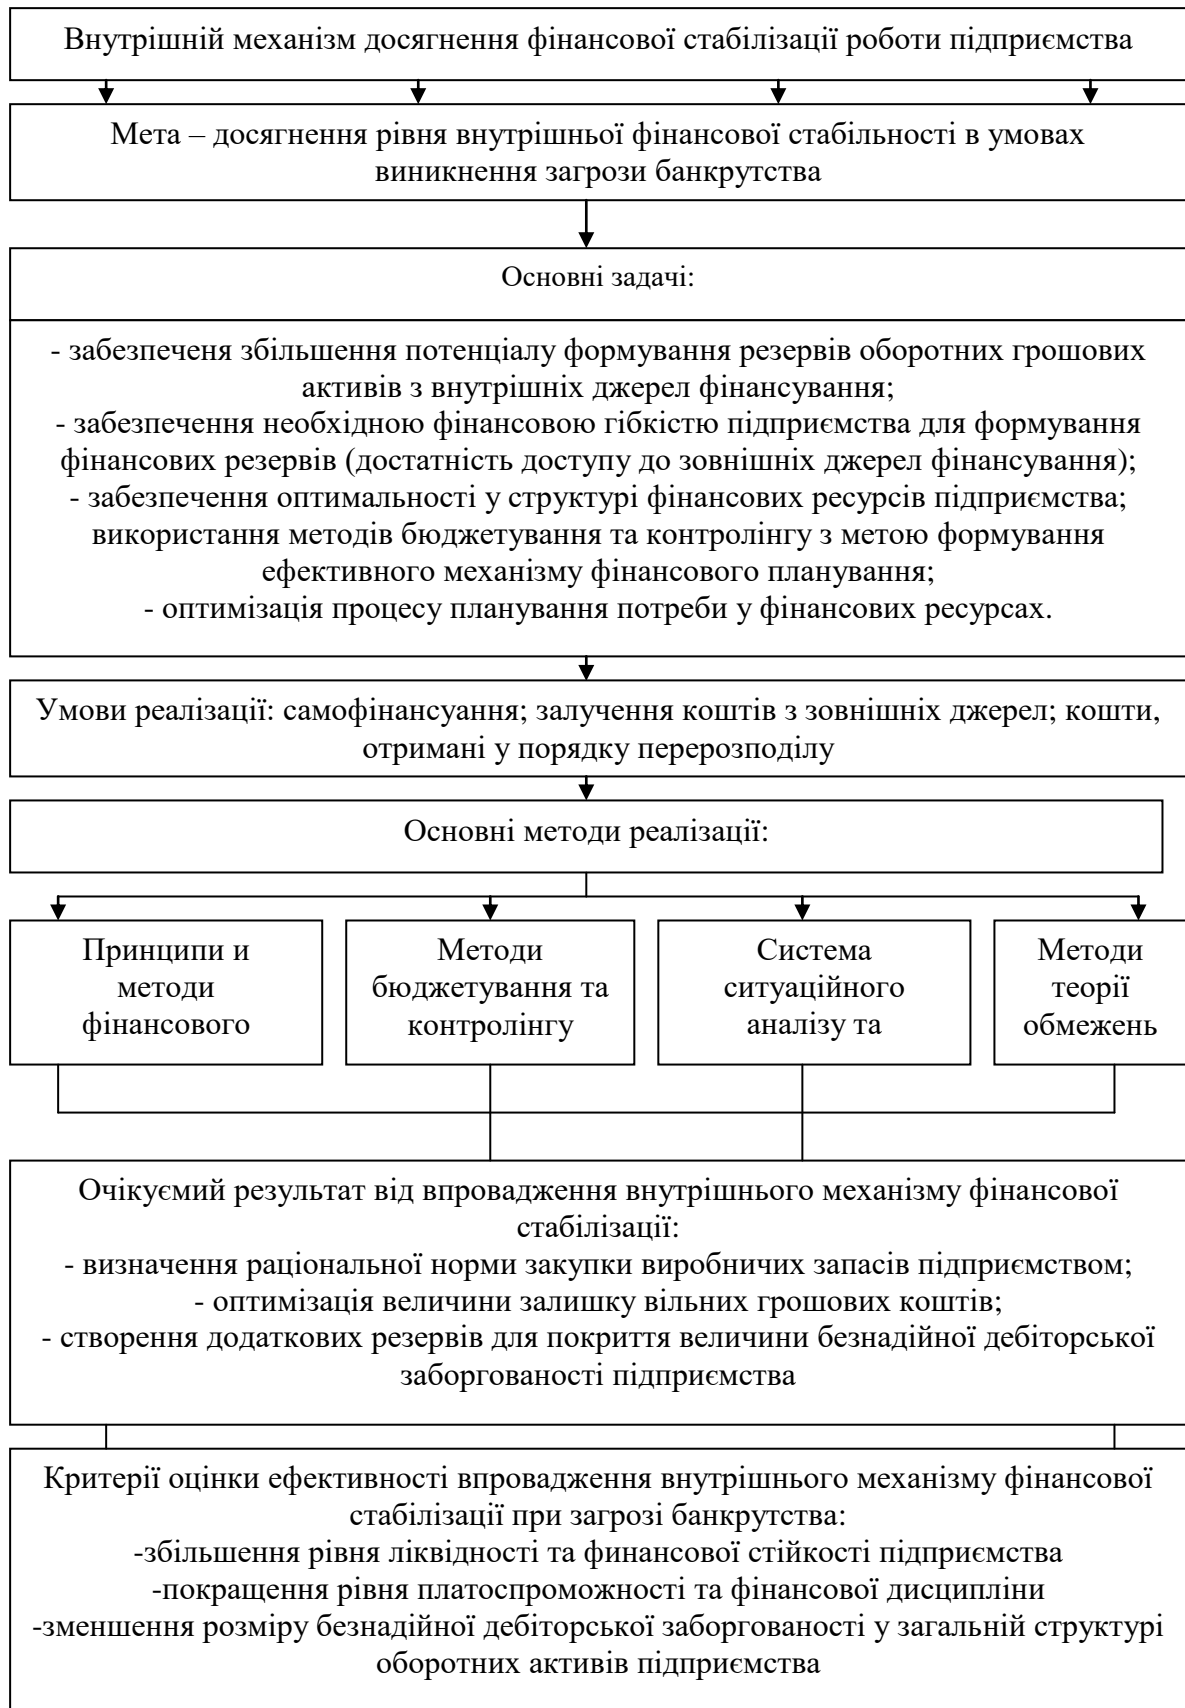 Внутрішній механізм досягнення фінансової стабілізації роботи підприємства
Мета – досягнення рівня внутрішньої фінансової стабільності в умовах
виникнення загрози банкрутства
Основні задачі:
- забезпеченя збільшення потенціалу формування резервів оборотних грошових
активів з внутрішніх джерел фінансування;
- забезпечення необхідною фінансовою гібкістю підприємства для формування
фінансових резервів (достатність доступу до зовнішніх джерел фінансування);
- забезпечення оптимальності у структурі фінансових ресурсів підприємства;
використання методів бюджетування та контролінгу з метою формування
ефективного механізму фінансового планування;
- оптимізація процесу планування потреби у фінансових ресурсах.
Умови реалізації: самофінансуання; залучення коштів з зовнішніх джерел; кошти,
отримані у порядку перерозподілу
Основні методи реалізації:
Принципи и
методи
фінансового
Методи
бюджетування та
контролінгу
Система
ситуаційного
аналізу та
Методи
теорії
обмежень
Очікуємий результат від впровадження внутрішнього механізму фінансової
стабілізації:
- визначення раціональної норми закупки виробничих запасів підприємством;
- оптимізація величини залишку вільних грошових коштів;
- створення додаткових резервів для покриття величини безнадійної дебіторської
заборгованості підприємства
Критерії оцінки ефективності впровадження внутрішнього механізму фінансової
стабілізації при загрозі банкрутства:
-збільшення рівня ліквідності та финансової стійкості підприємства
-покращення рівня платоспроможності та фінансової дисципліни
-зменшення розміру безнадійної дебіторської заборгованості у загальній структурі
оборотних активів підприємства